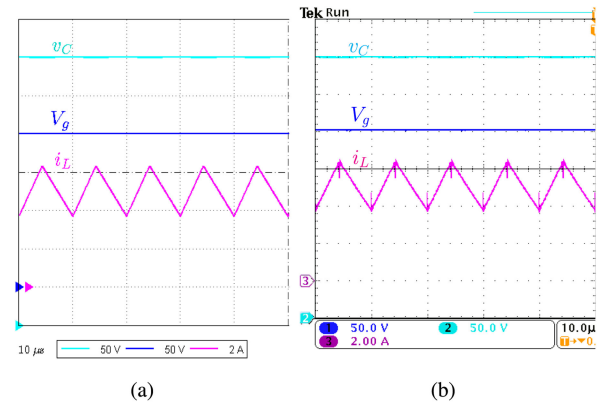 Tek Run
v_C
V_g
i_L
10 µs 50 V 50 V 2 A
(a)
v_C
V_g
i_L
3
2
1 50.0 V 2 50.0 V 10.0µ
3 2.00 A T→▼0.
(b)